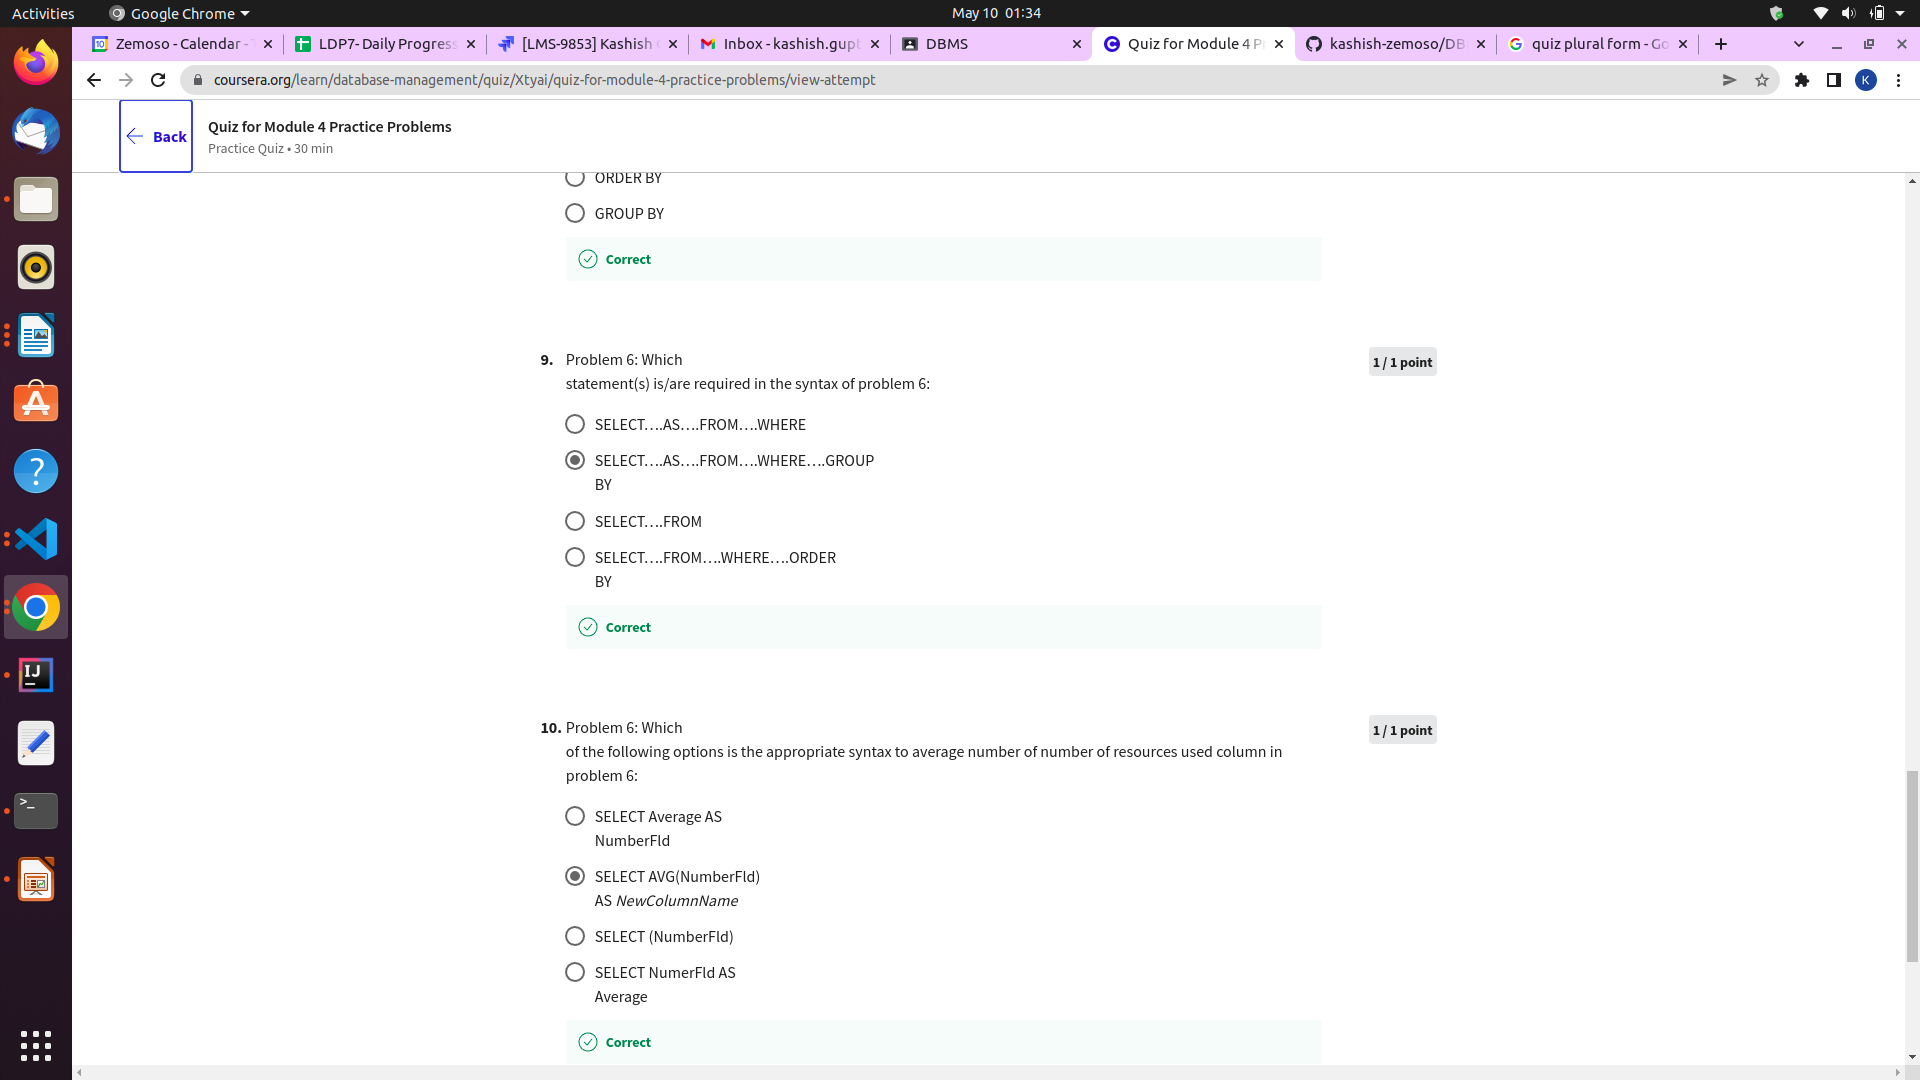 Activities
Google Chrome
May 10 01:34
Zemoso - Calendar -
LDP7- Daily Progress
[LMS-9853] Kashish
Inbox - kashish.gupt
DBMS
Quiz for Module 4 P
kashish-zemoso/DB
quiz plural form - Go
coursera.org/learn/database-management/quiz/Xtyai/quiz-for-module-4-practice-problems/view-attempt
K
Back
Quiz for Module 4 Practice Problems
Practice Quiz • 30 min
ORDER BY
GROUP BY
Correct
9. Problem 6: Which
1 / 1 point
statement(s) is/are required in the syntax of problem 6:
SELECT….AS….FROM….WHERE
SELECT….AS….FROM….WHERE….GROUP
BY
SELECT….FROM
SELECT….FROM….WHERE….ORDER
BY
Correct
10. Problem 6: Which
1 / 1 point
of the following options is the appropriate syntax to average number of number of resources used column in
problem 6:
SELECT Average AS
NumberFld
SELECT AVG(NumberFld)
AS NewColumnName
SELECT (NumberFld)
SELECT NumerFld AS
Average
Correct